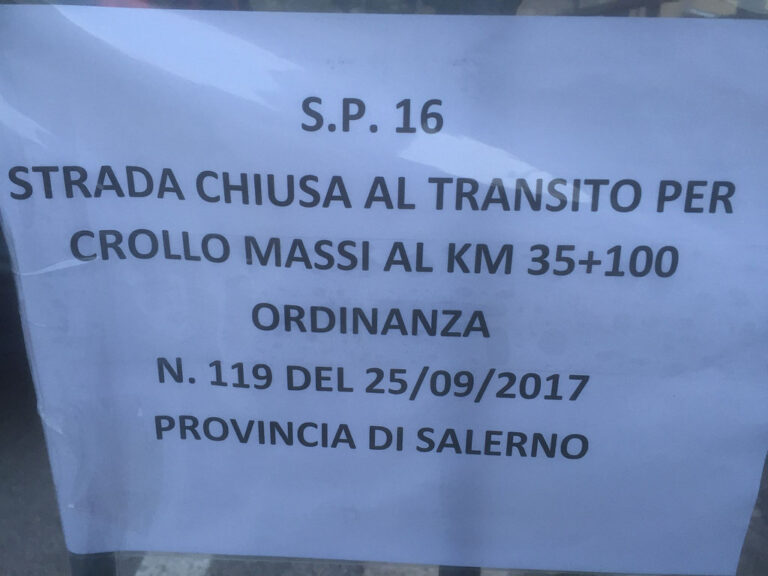 S.P. 16
STRADA CHIUSA AL TRANSITO PER
CROLLO MASSI AL KM 35+100
ORDINANZA
N. 119 DEL 25/09/2017
PROVINCIA DI SALERNO